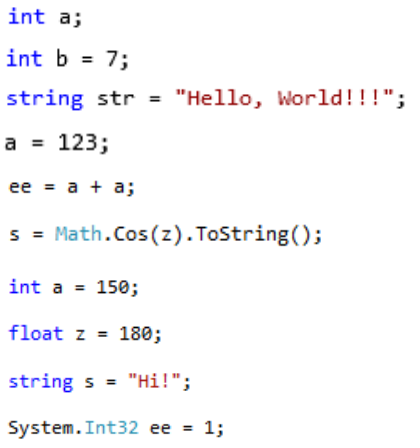 int a;
int b = 7;
string str = "Hello, World!!!";
a = 123;
ee = a + a;
s = Math.Cos(z).ToString();
int a = 150;
float z = 180;
string s = "Hi!";
System.Int32 ee = 1;